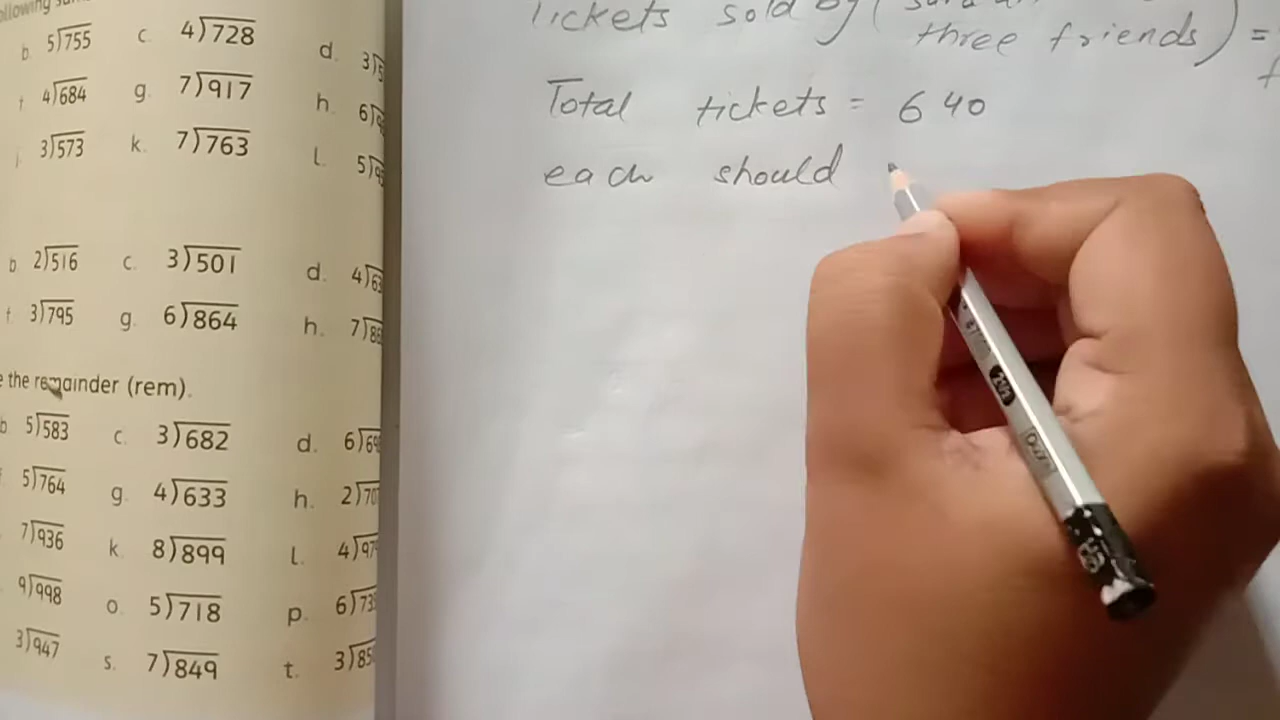 b. 5)755 c. 4)728 d.
f 4)684 g. 7)917 h.
j. 3)573 k. 7)763 l.
b 2)516 c. 3)501 d.
f. 3)795 g. 6)864 h.
the remainder (rem).
b 5)583 c. 3)682 d.
5)764 g. 4)633 h.
7)936 k. 8)899 l.
9)998 o. 5)718 p.
3)947 s. 7)849 t.
Tickets sold by (
three friends) =
Total tickets = 640
each should